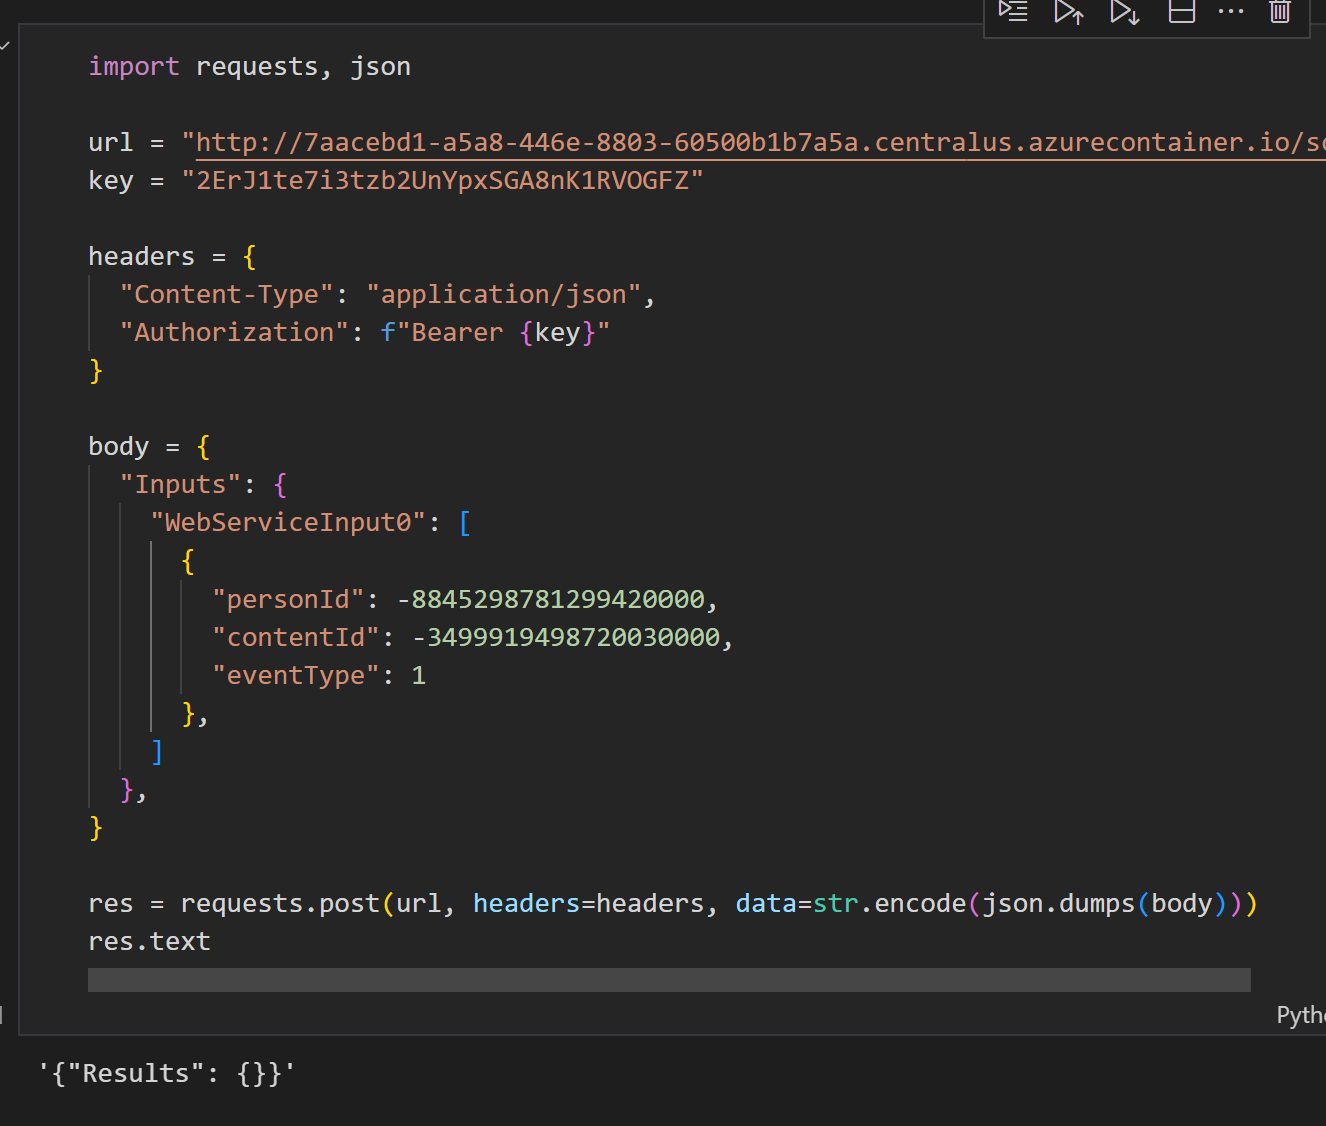 import requests, json
url = "http://7aacebd1-a5a8-446e-8803-60500b1b7a5a.centralus.azurecontainer.io/sc
key = "2ErJ1te7i3tzb2UnYpxSGA8nK1RVOGFZ"
headers = {
"Content-Type": "application/json",
"Authorization": f"Bearer {key}"
}
body = {
"Inputs": {
"WebServiceInput0": [
{
"personId": -8845298781299420000,
"contentId": -3499919498720030000,
"eventType": 1
},
]
},
}
res = requests.post(url, headers=headers, data=str.encode(json.dumps(body)))
res.text
Pytho
'{"Results": {}}'